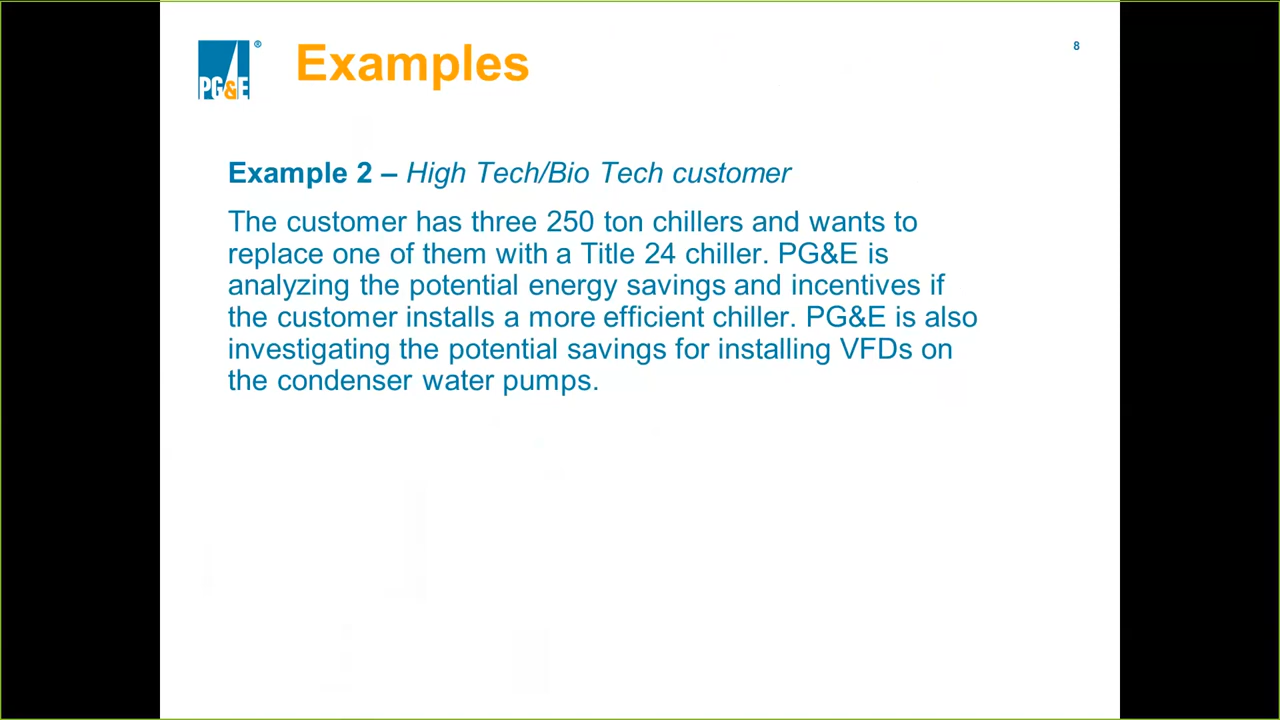 PG&E ®
Examples
8
Example 2 – High Tech/Bio Tech customer
The customer has three 250 ton chillers and wants to
replace one of them with a Title 24 chiller. PG&E is
analyzing the potential energy savings and incentives if
the customer installs a more efficient chiller. PG&E is also
investigating the potential savings for installing VFDs on
the condenser water pumps.